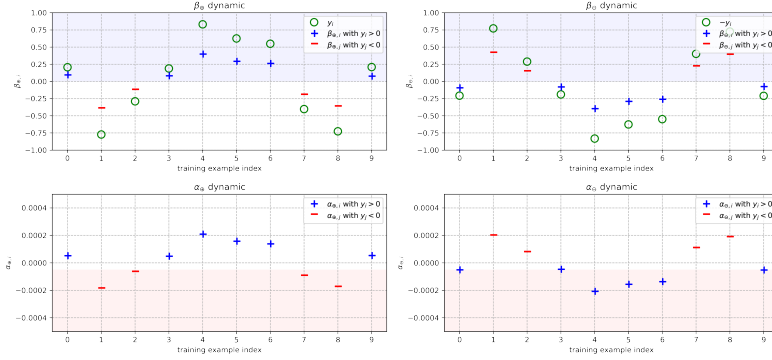 β⊕ dynamic
yᵢ
β⊕,ᵢ with yᵢ > 0
β⊕,ⱼ with yⱼ < 0
1.00
0.75
0.50
0.25
0.00
−0.25
−0.50
−0.75
−1.00
β⊕,ᵢ
0 1 2 3 4 5 6 7 8 9
training example index
β⊖ dynamic
−yᵢ
β⊕,ᵢ with yᵢ > 0
β⊕,ⱼ with yⱼ < 0
1.00
0.75
0.50
0.25
0.00
−0.25
−0.50
−0.75
−1.00
β⊕,ᵢ
0 1 2 3 4 5 6 7 8 9
training example index
α⊕ dynamic
α⊕,ᵢ with yᵢ > 0
α⊕,ⱼ with yⱼ < 0
0.0004
0.0002
0.0000
−0.0002
−0.0004
α⊕,ᵢ
0 1 2 3 4 5 6 7 8 9
training example index
α⊖ dynamic
α⊕,ᵢ with yᵢ > 0
α⊕,ⱼ with yⱼ < 0
0.0004
0.0002
0.0000
−0.0002
−0.0004
α⊕,ᵢ
0 1 2 3 4 5 6 7 8 9
training example index